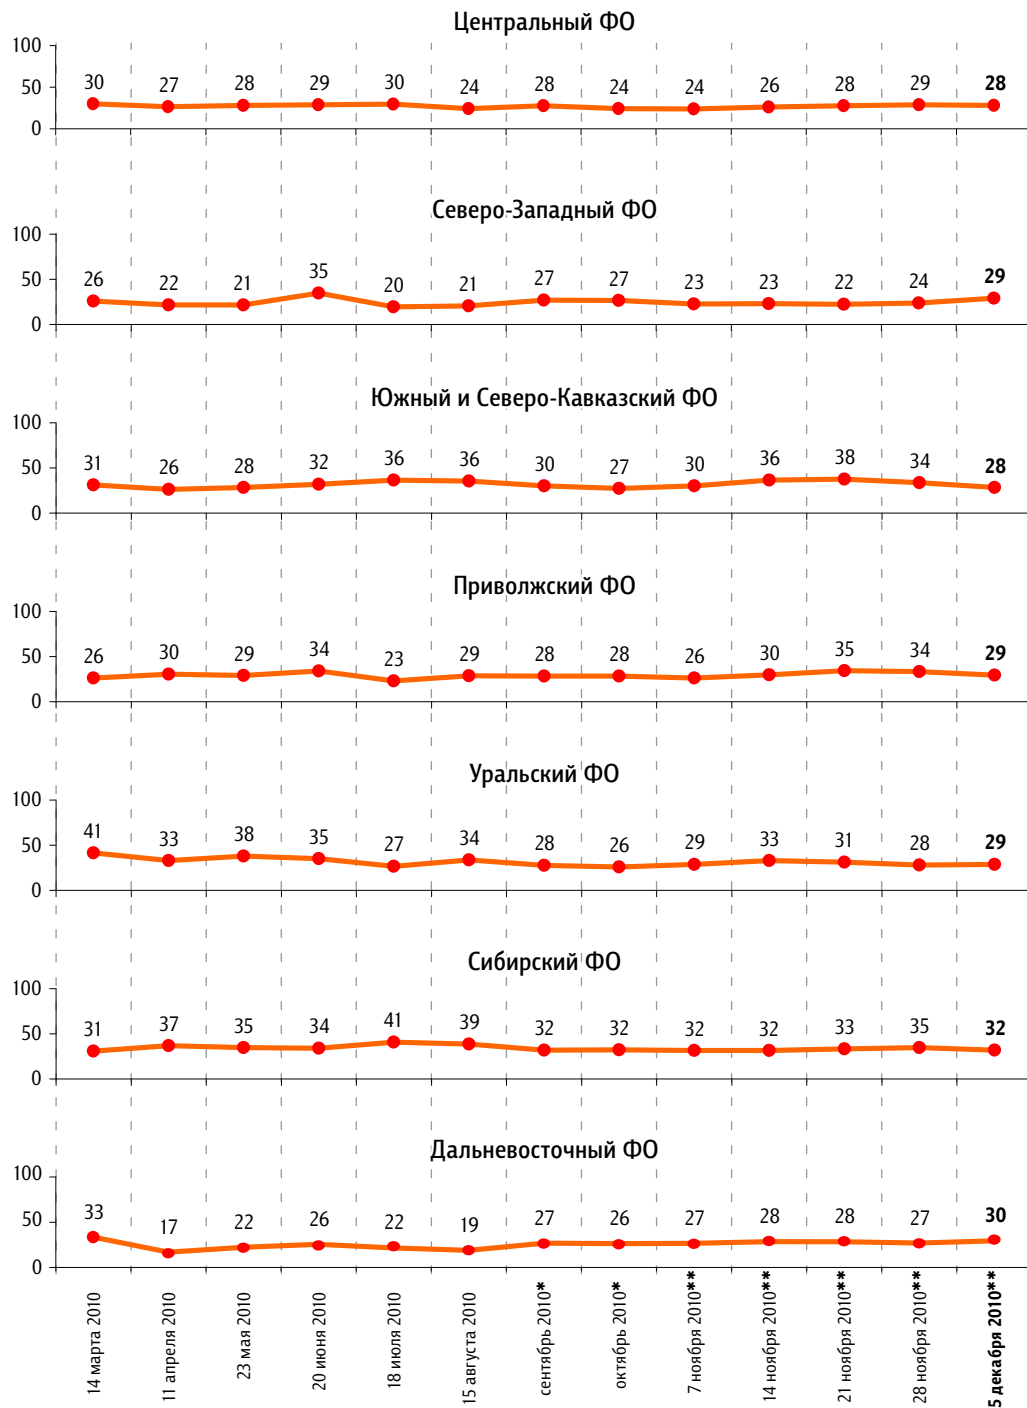 Центральный ФО
100
50
0
30 27 28 29 30 24 28 24 24 26 28 29 28
Северо-Западный ФО
100
50
0
26 22 21 35 20 21 27 27 23 23 22 24 29
Южный и Северо-Кавказский ФО
100
50
0
31 26 28 32 36 36 30 27 30 36 38 34 28
Приволжский ФО
100
50
0
26 30 29 34 23 29 28 28 26 30 35 34 29
Уральский ФО
100
50
0
41 33 38 35 27 34 28 26 29 33 31 28 29
Сибирский ФО
100
50
0
31 37 35 34 41 39 32 32 32 32 33 35 32
Дальневосточный ФО
100
50
0
33 17 22 26 22 19 27 26 27 28 28 27 30
14 марта 2010
11 апреля 2010
23 мая 2010
20 июня 2010
18 июля 2010
15 августа 2010
сентябрь 2010*
октябрь 2010*
7 ноября 2010**
14 ноября 2010**
21 ноября 2010**
28 ноября 2010**
5 декабря 2010**